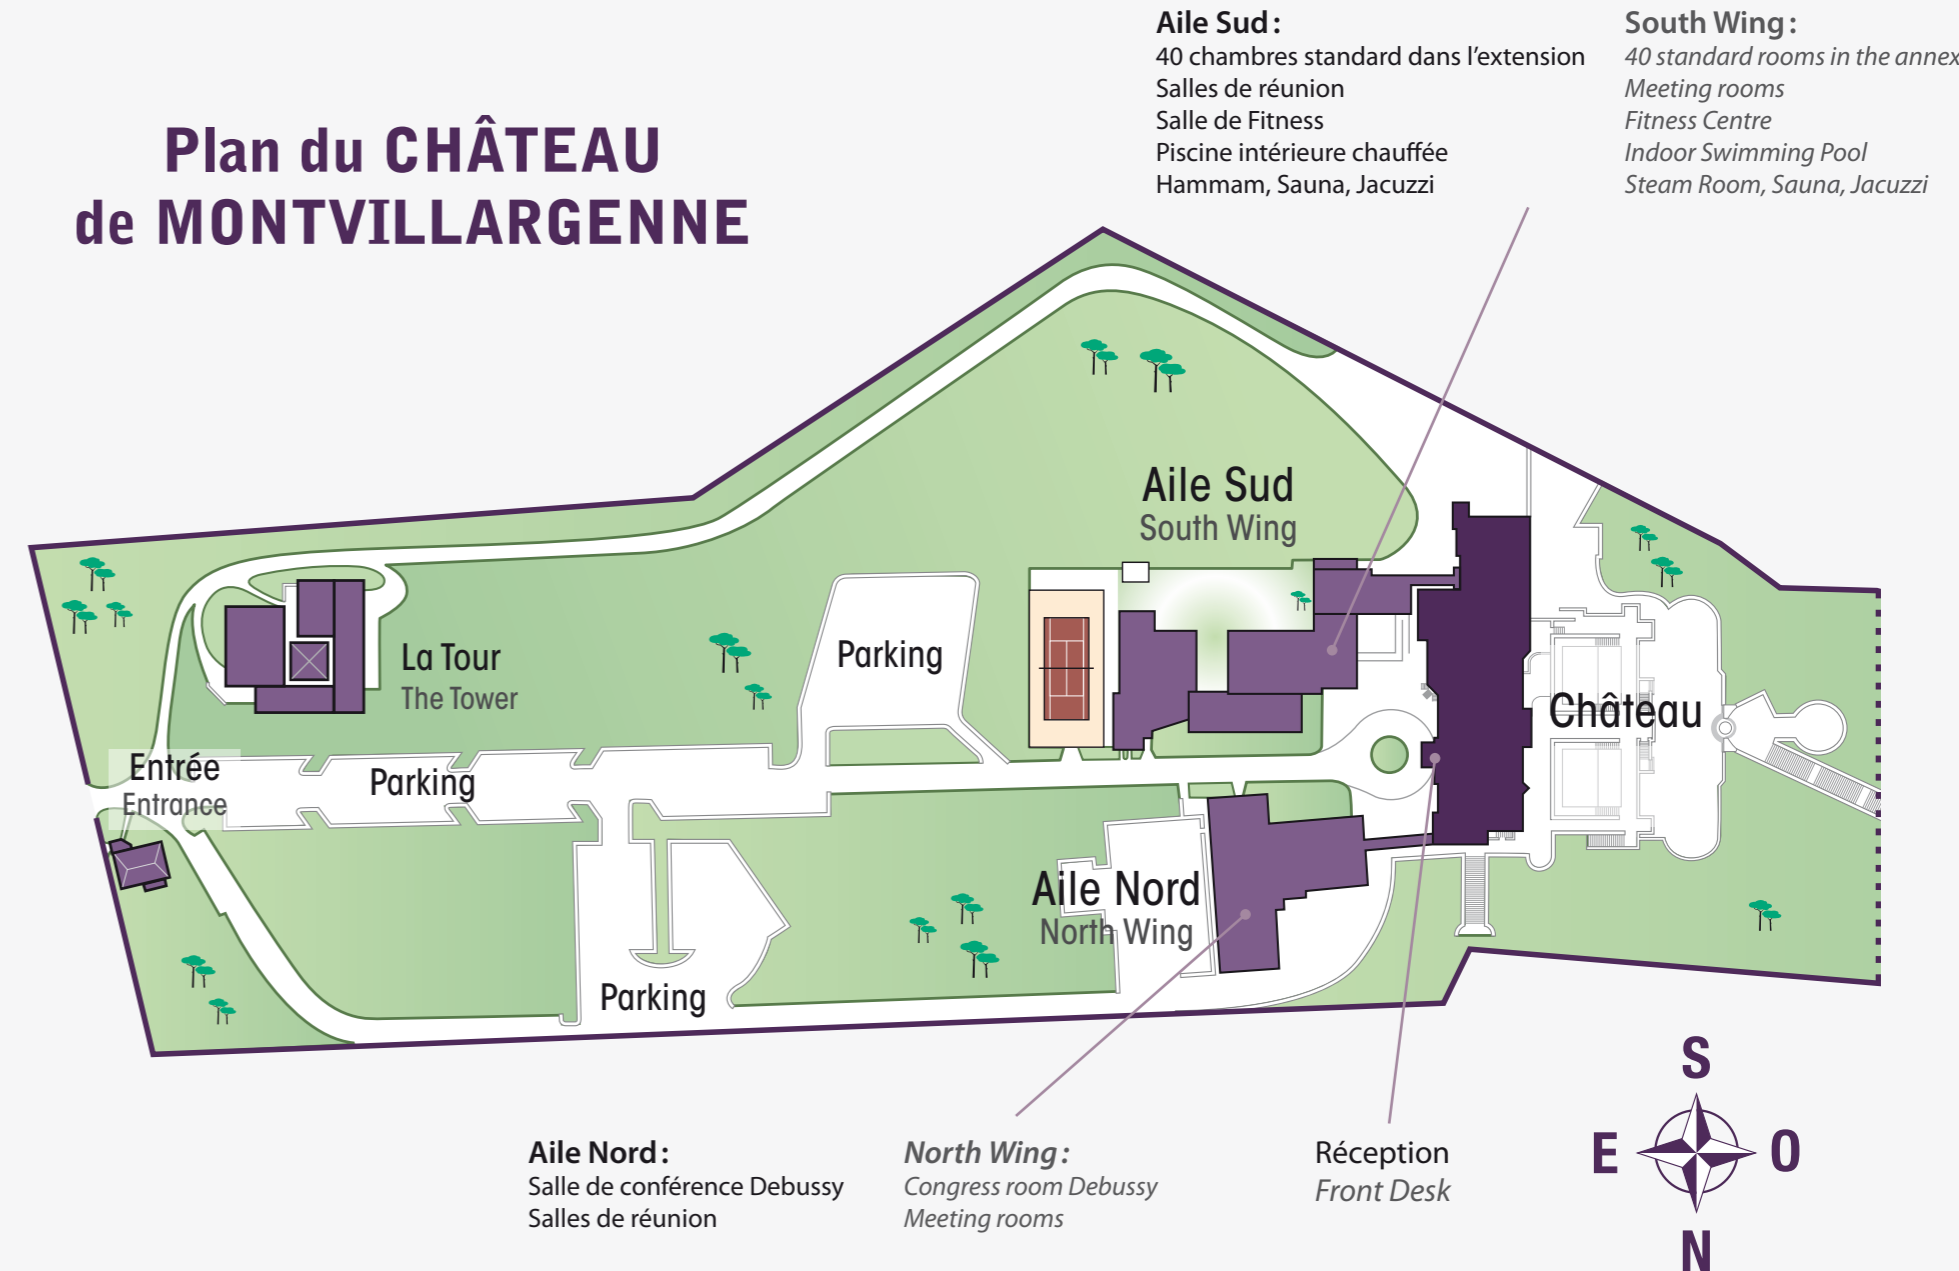 Plan du CHÂTEAU
de MONTVILLARGENNE
Aile Sud :
40 chambres standard dans l'extension
Salles de réunion
Salle de Fitness
Piscine intérieure chauffée
Hammam, Sauna, Jacuzzi
South Wing :
40 standard rooms in the annex
Meeting rooms
Fitness Centre
Indoor Swimming Pool
Steam Room, Sauna, Jacuzzi
Aile Sud
South Wing
La Tour
The Tower
Parking
Château
Entrée
Entrance
Parking
Aile Nord
North Wing
Parking
Aile Nord :
Salle de conférence Debussy
Salles de réunion
North Wing :
Congress room Debussy
Meeting rooms
Réception
Front Desk
S
E
O
N